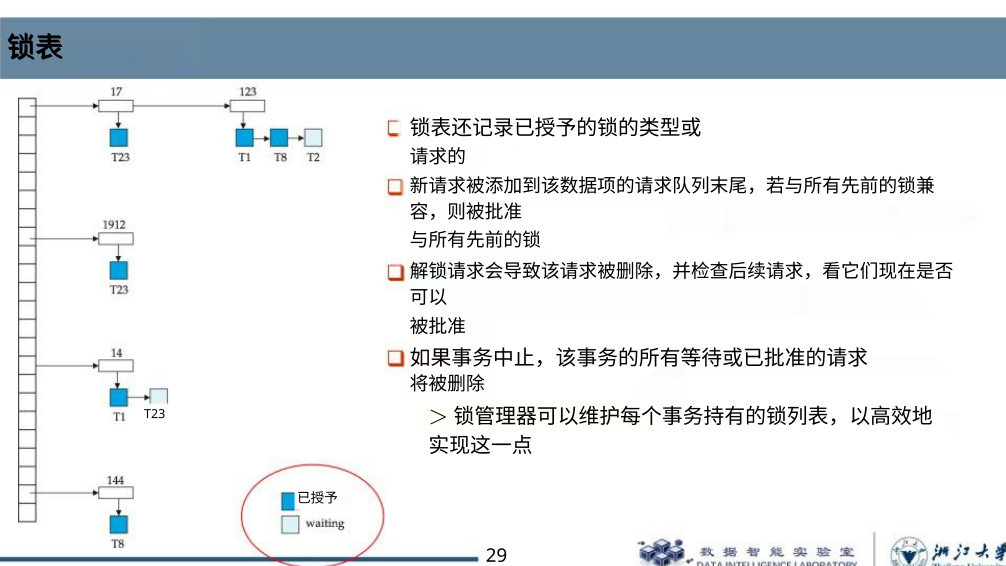 锁表
17
123
T23
T1
T8
T2
1912
T23
14
T1
T23
144
T8
已授予
waiting
锁表还记录已授予的锁的类型或
请求的
新请求被添加到该数据项的请求队列末尾，若与所有先前的锁兼
容，则被批准
与所有先前的锁
解锁请求会导致该请求被删除，并检查后续请求，看它们现在是否
可以
被批准
如果事务中止，该事务的所有等待或已批准的请求
将被删除
＞ 锁管理器可以维护每个事务持有的锁列表，以高效地
实现这一点
29
数据智能实验室
DATA INTELLIGENCE LABORATORY
浙江大学